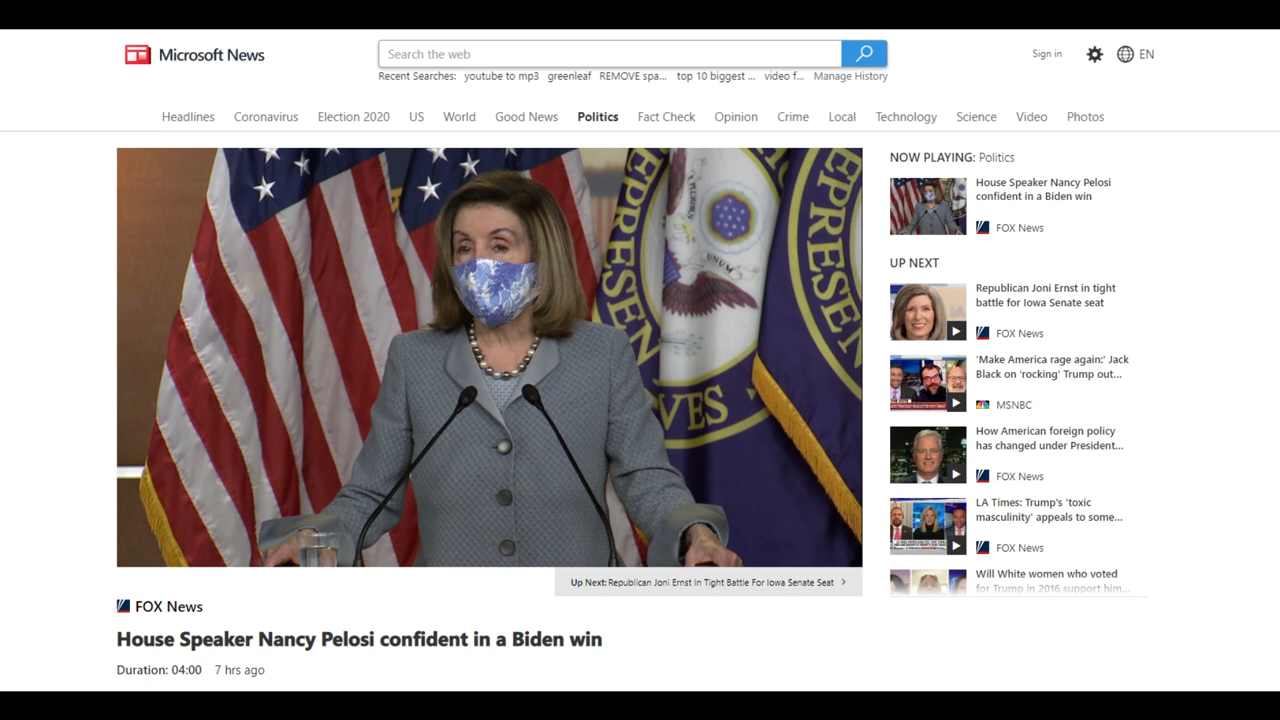 Microsoft News
Search the web
Sign in
EN
Recent Searches: youtube to mp3 greenleaf REMOVE spa... top 10 biggest ... video f... Manage History
Headlines Coronavirus Election 2020 US World Good News Politics Fact Check Opinion Crime Local Technology Science Video Photos
REPRESEN
VES
UNUM
EPRESE
NOW PLAYING: Politics
House Speaker Nancy Pelosi
confident in a Biden win
FOX News
UP NEXT
Republican Joni Ernst in tight
battle for Iowa Senate seat
FOX News
'Make America rage again:' Jack
Black on 'rocking' Trump out...
MSNBC
How American foreign policy
has changed under President...
FOX News
LA Times: Trump's 'toxic
masculinity' appeals to some...
FOX News
Will White women who voted
for Trump in 2016 support him...
Up Next: Republican Joni Ernst In Tight Battle For Iowa Senate Seat
FOX News
House Speaker Nancy Pelosi confident in a Biden win
Duration: 04:00 7 hrs ago